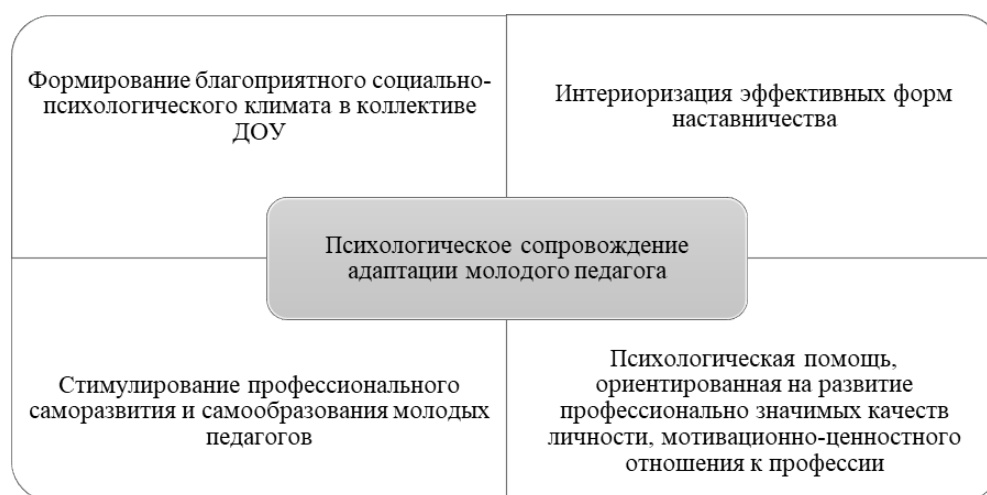 Формирование благоприятного социально-
психологического климата в коллективе
ДОУ
Интериоризация эффективных форм
наставничества
Психологическое сопровождение
адаптации молодого педагога
Стимулирование профессионального
саморазвития и самообразования молодых
педагогов
Психологическая помощь,
ориентированная на развитие
профессионально значимых качеств
личности, мотивационно-ценностного
отношения к профессии